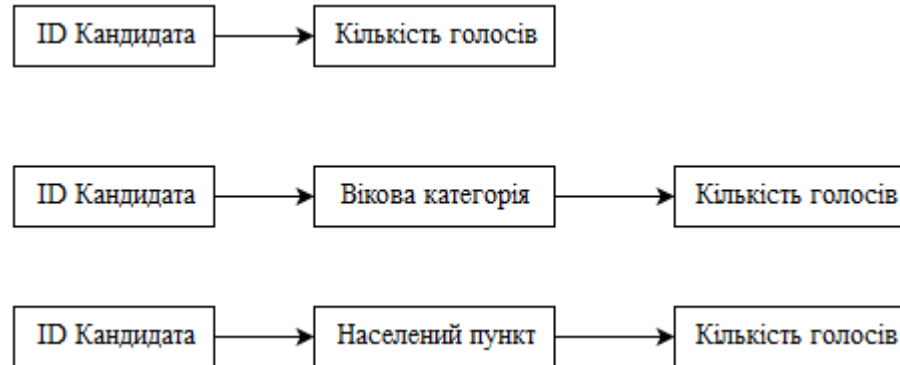 ID Кандидата
Кількість голосів
ID Кандидата
Вікова категорія
Кількість голосів
ID Кандидата
Населений пункт
Кількість голосів